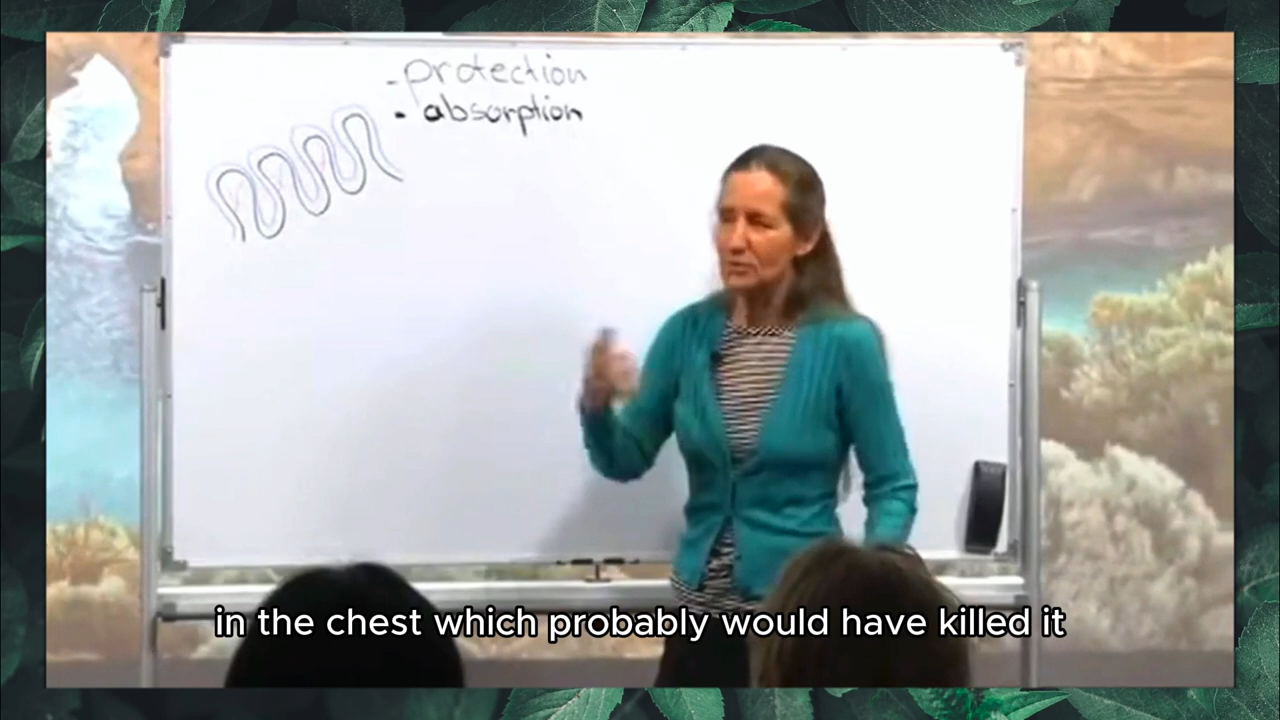 - protection
- absorption
in the chest which probably would have killed it